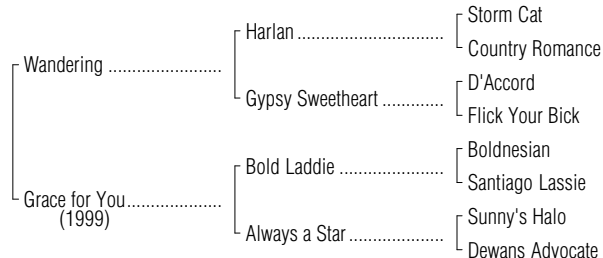 Storm Cat
Harlan
Country Romance
Wandering
D'Accord
Gypsy Sweetheart
Flick Your Bick
Boldnesian
Bold Laddie
Santiago Lassie
Grace for You
(1999)
Sunny's Halo
Always a Star
Dewans Advocate